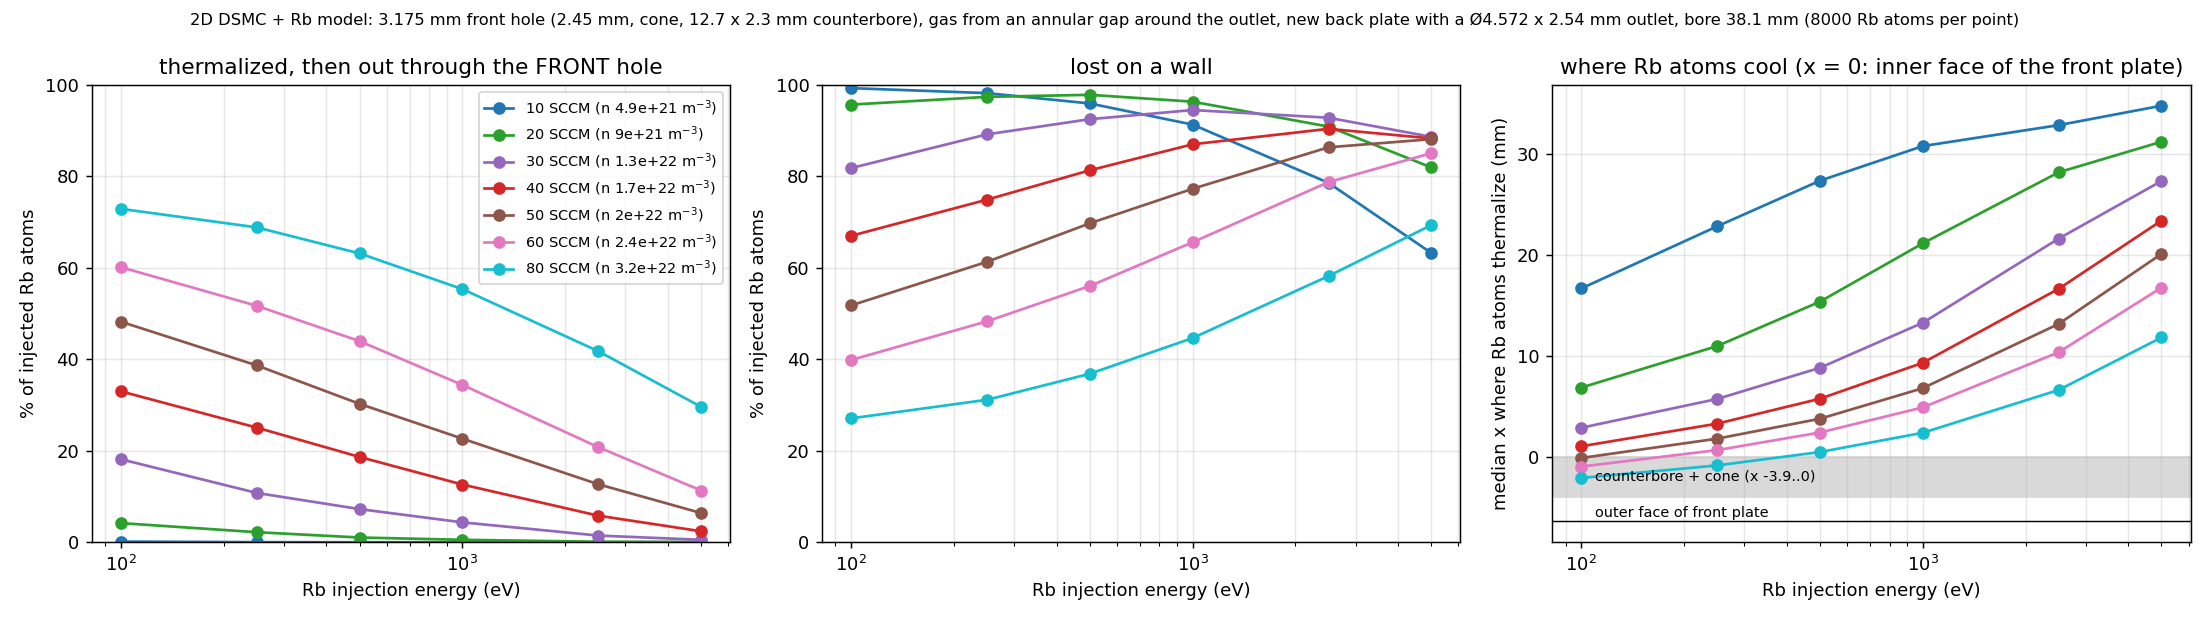 2D DSMC + Rb model: 3.175 mm front hole (2.45 mm, cone, 12.7 x 2.3 mm counterbore), gas from an annular gap around the outlet, new back plate with a Ø4.572 x 2.54 mm outlet, bore 38.1 mm (8000 Rb atoms per point)
thermalized, then out through the FRONT hole
% of injected Rb atoms
100
80
60
40
20
0
10 SCCM (n 4.9e+21 m⁻³)
20 SCCM (n 9e+21 m⁻³)
30 SCCM (n 1.3e+22 m⁻³)
40 SCCM (n 1.7e+22 m⁻³)
50 SCCM (n 2e+22 m⁻³)
60 SCCM (n 2.4e+22 m⁻³)
80 SCCM (n 3.2e+22 m⁻³)
10² 10³
Rb injection energy (eV)
lost on a wall
% of injected Rb atoms
100
80
60
40
20
0
10² 10³
Rb injection energy (eV)
where Rb atoms cool (x = 0: inner face of the front plate)
median x where Rb atoms thermalize (mm)
30
20
10
0
counterbore + cone (x -3.9..0)
outer face of front plate
10² 10³
Rb injection energy (eV)